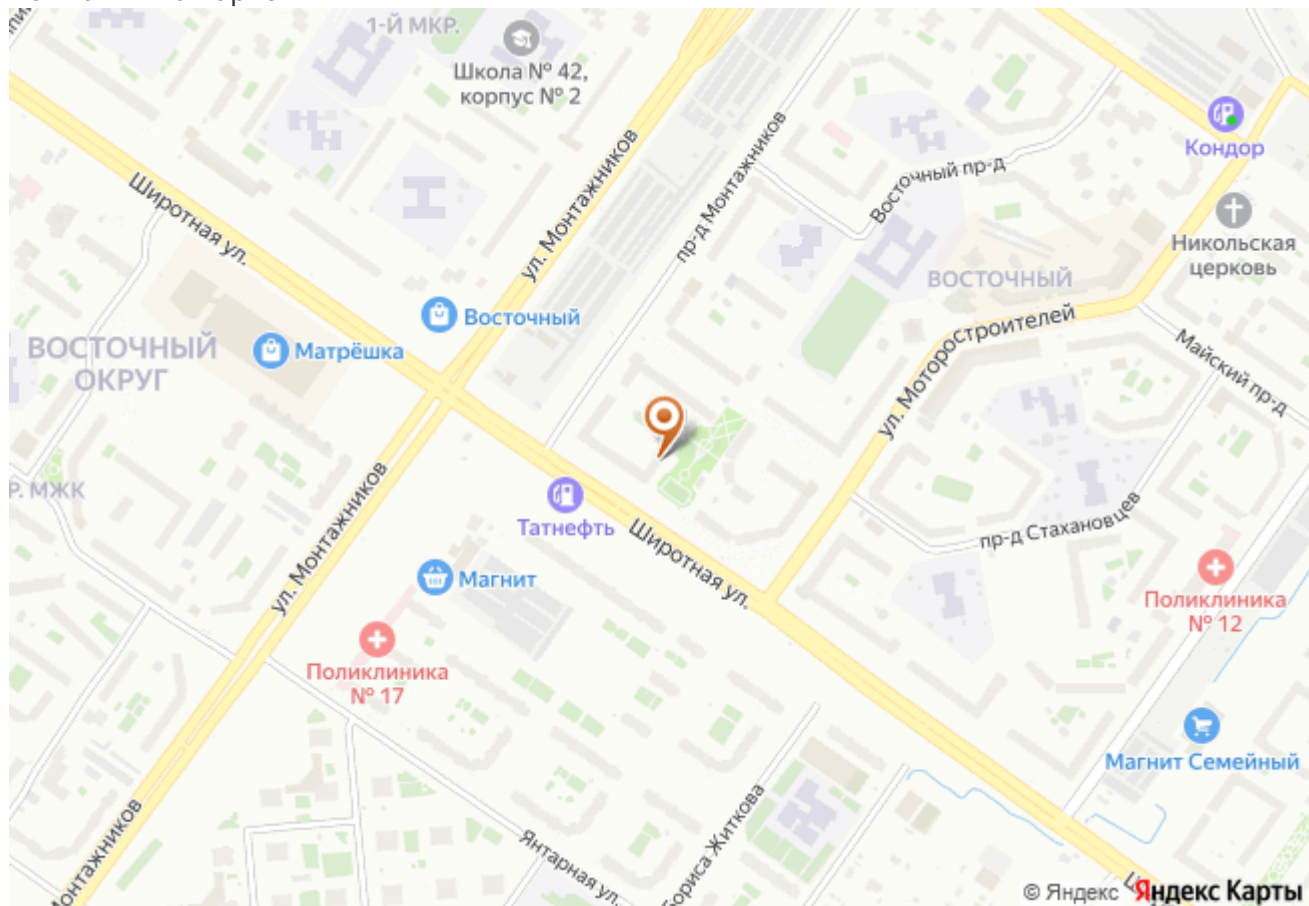 1-Й МКР.
Школа № 42,
корпус № 2
Кондор
Широтная ул.
ул. Монтажников
пр-д Монтажников
Восточный пр-д
Никольская
церковь
ВОСТОЧНЫЙ
Восточный
ул. Моторостроителей
Майский пр-д
ВОСТОЧНЫЙ
ОКРУГ
Матрёшка
Р. МЖК
ул. Монтажников
Татнефть
Широтная ул.
пр-д Стахановцев
Магнит
Поликлиника
№ 12
Поликлиника
№ 17
Магнит Семейный
Янтарная ул.
Бориса Житкова
Монтажников
© Яндекс Яндекс Карты